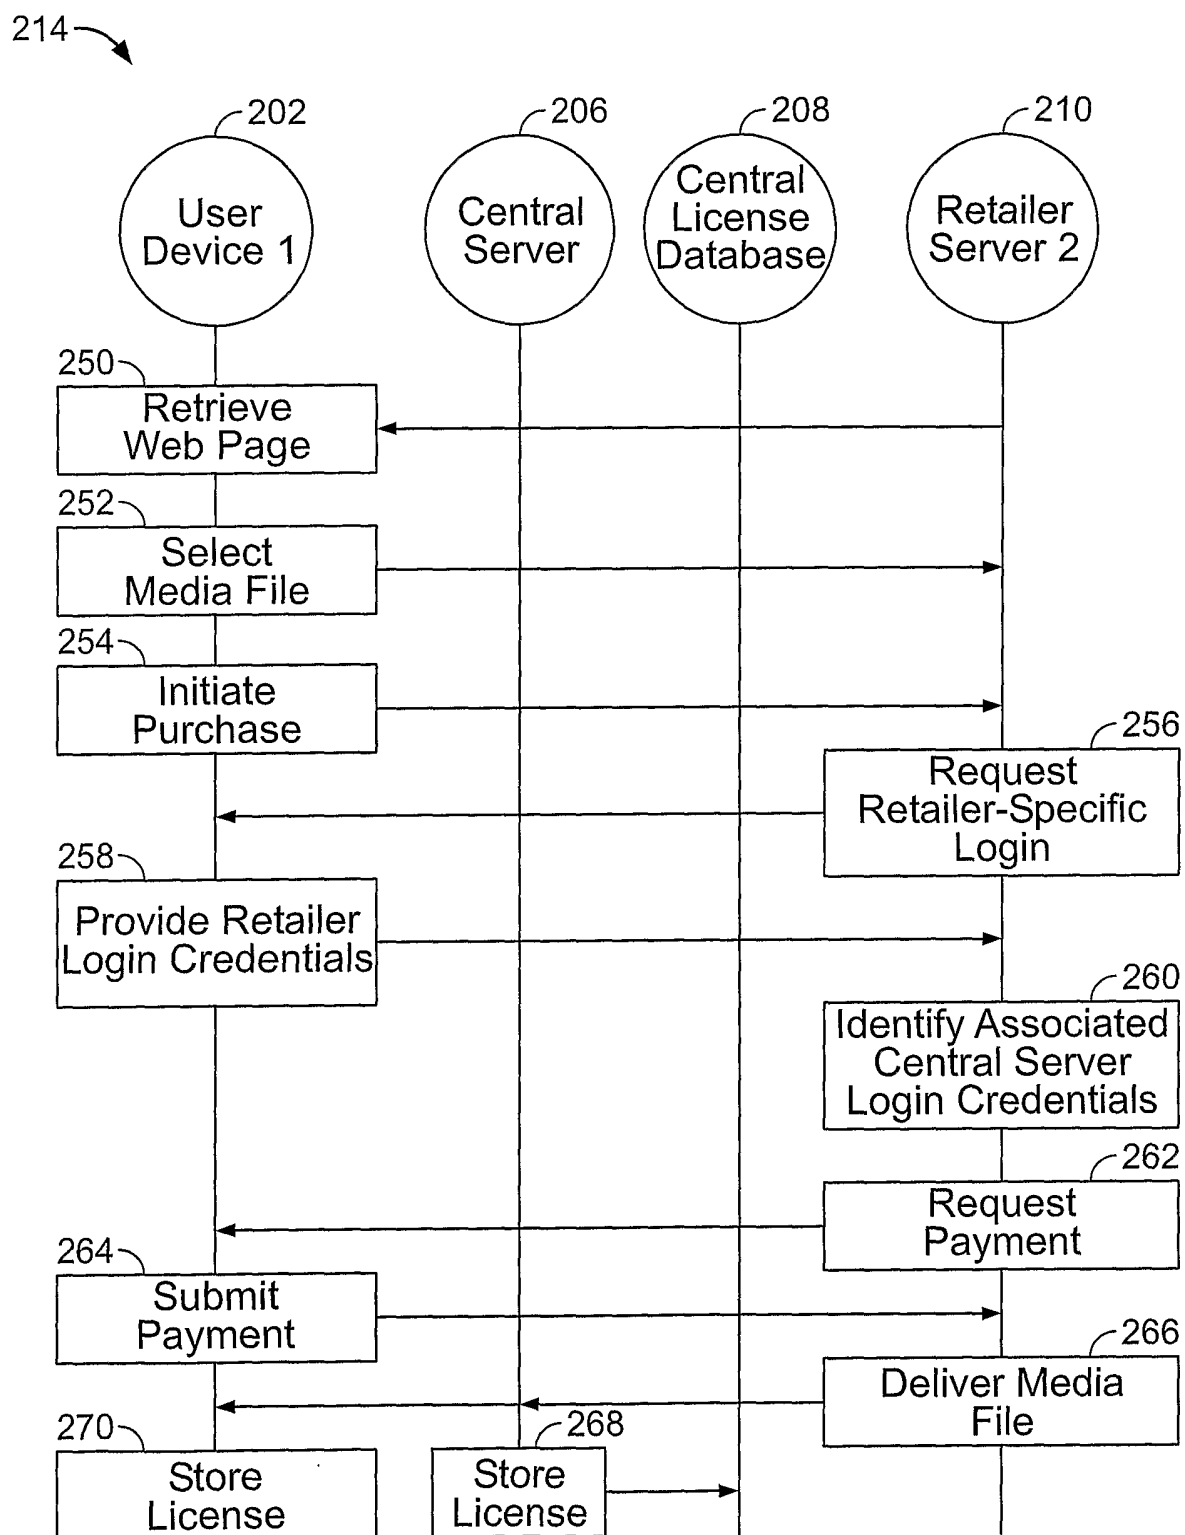 214
202
206
208
210
User
Device 1
Central
Server
Central
License
Database
Retailer
Server 2
250
Retrieve
Web Page
252
Select
Media File
254
Initiate
Purchase
256
Request
Retailer-Specific
Login
258
Provide Retailer
Login Credentials
260
Identify Associated
Central Server
Login Credentials
262
Request
Payment
264
Submit
Payment
266
Deliver Media
File
270
Store
License
268
Store
License